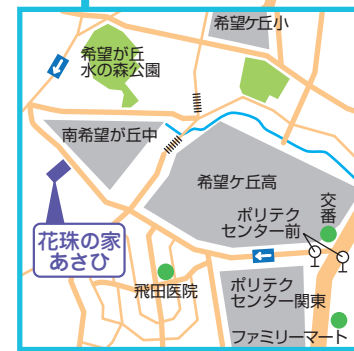 希望ケ丘小
希望が丘
水の森公園
南希望が丘中
希望ケ丘高
交番
ポリテク
センター前
花珠の家
あさひ
飛田医院
ポリテク
センター関東
ファミリーマート